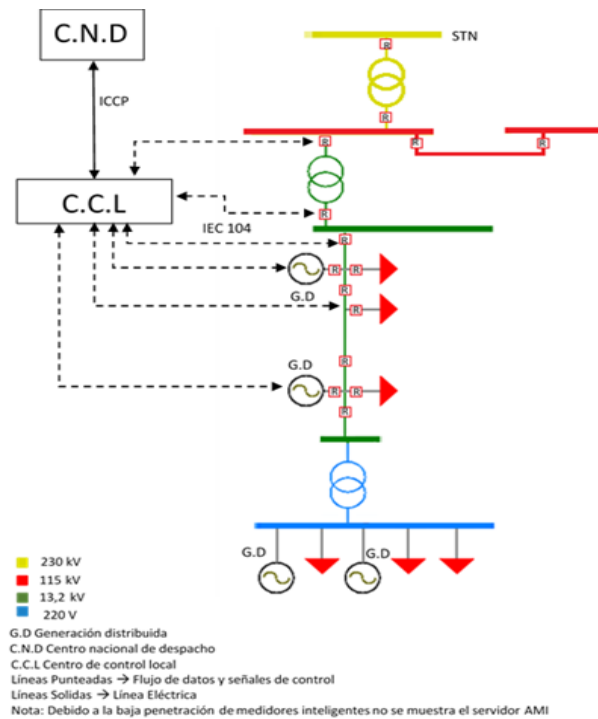 C.N.D
STN
ICCP
R
R
R
R
R
C.C.L
R
IEC 104
R
R R
G.D
R
R
R
G.D
R R
R
G.D
G.D
230 kV
115 kV
13,2 kV
220 V
G.D Generación distribuida
C.N.D Centro nacional de despacho
C.C.L Centro de control local
Líneas Punteadas → Flujo de datos y señales de control
Líneas Solidas → Línea Eléctrica
Nota: Debido a la baja penetración de medidores inteligentes no se muestra el servidor AMI